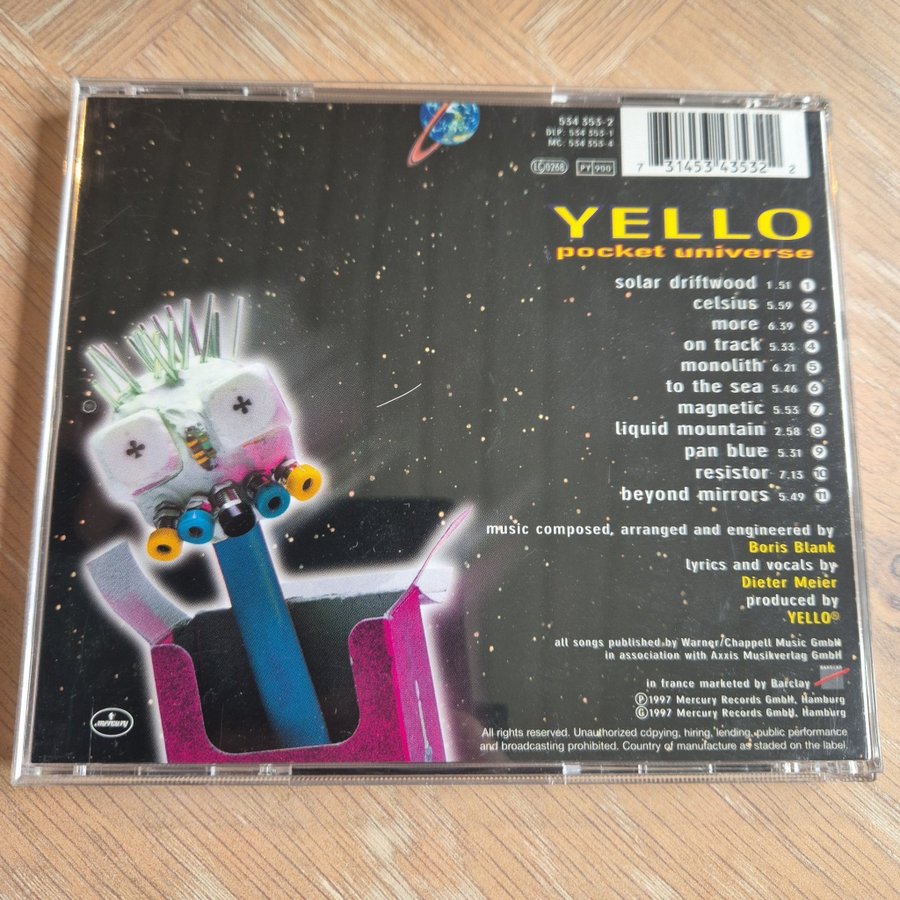 534 353-2
DLP: 534 353-1
MC: 534 353-4
LC 0268
PY 900
7 31453 43532 2
YELLO
pocket universe
solar driftwood 1.51 1
celsius 5.59 2
more 6.39 3
on track 5.33 4
monolith 6.21 5
to the sea 5.46 6
magnetic 5.53 7
liquid mountain 2.58 8
pan blue 5.31 9
resistor 7.13 10
beyond mirrors 5.49 11
music composed, arranged and engineered by
Boris Blank
lyrics and vocals by
Dieter Meier
produced by
YELLO®
all songs published by Warner/Chappell Music GmbH
in association with Axxis Musikverlag GmbH
BARCLAY
in france marketed by Barclay
℗1997 Mercury Records GmbH, Hamburg
©1997 Mercury Records GmbH, Hamburg
All rights reserved. Unauthorized copying, hiring, lending, public performance
and broadcasting prohibited. Country of manufacture as staded on the label.
mercury